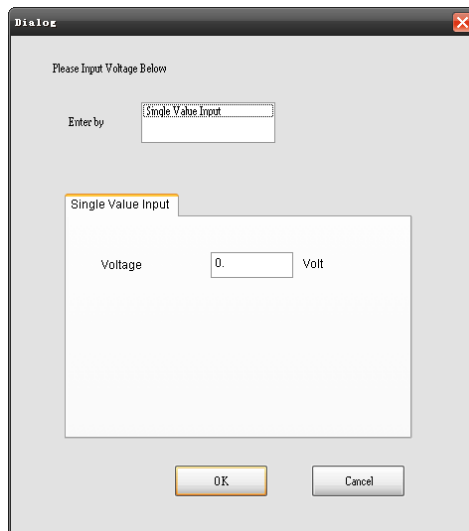 Dialog
Please Input Voltage Below
Enter by
Single Value Input
Single Value Input
Voltage
0.
Volt
OK
Cancel